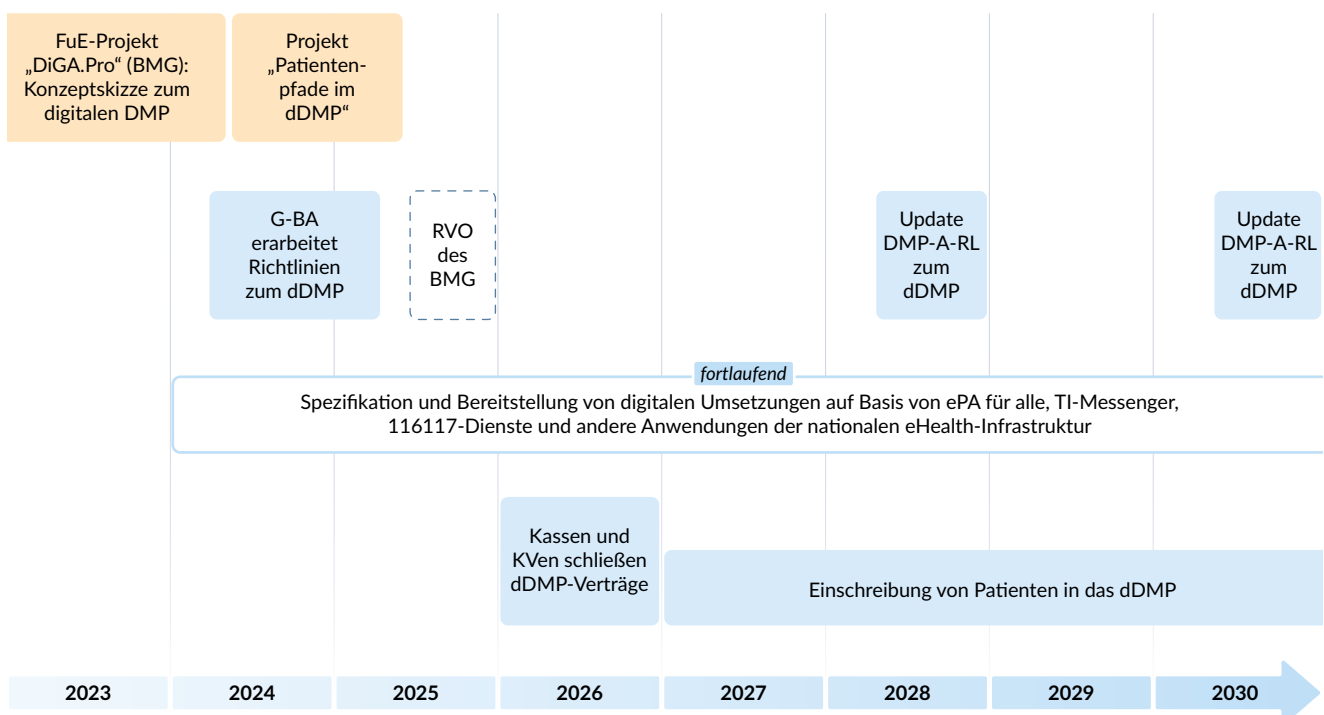 FuE-Projekt
„DiGA.Pro“ (BMG):
Konzeptskizze zum
digitalen DMP
Projekt
„Patienten-
pfade im
dDMP“
G-BA
erarbeitet
Richtlinien
zum dDMP
RVO
des
BMG
Update
DMP-A-RL
zum
dDMP
Update
DMP-A-RL
zum
dDMP
fortlaufend
Spezifikation und Bereitstellung von digitalen Umsetzungen auf Basis von ePA für alle, TI-Messenger,
116117-Dienste und andere Anwendungen der nationalen eHealth-Infrastruktur
Kassen und
KVen schließen
dDMP-Verträge
Einschreibung von Patienten in das dDMP
2023 2024 2025 2026 2027 2028 2029 2030